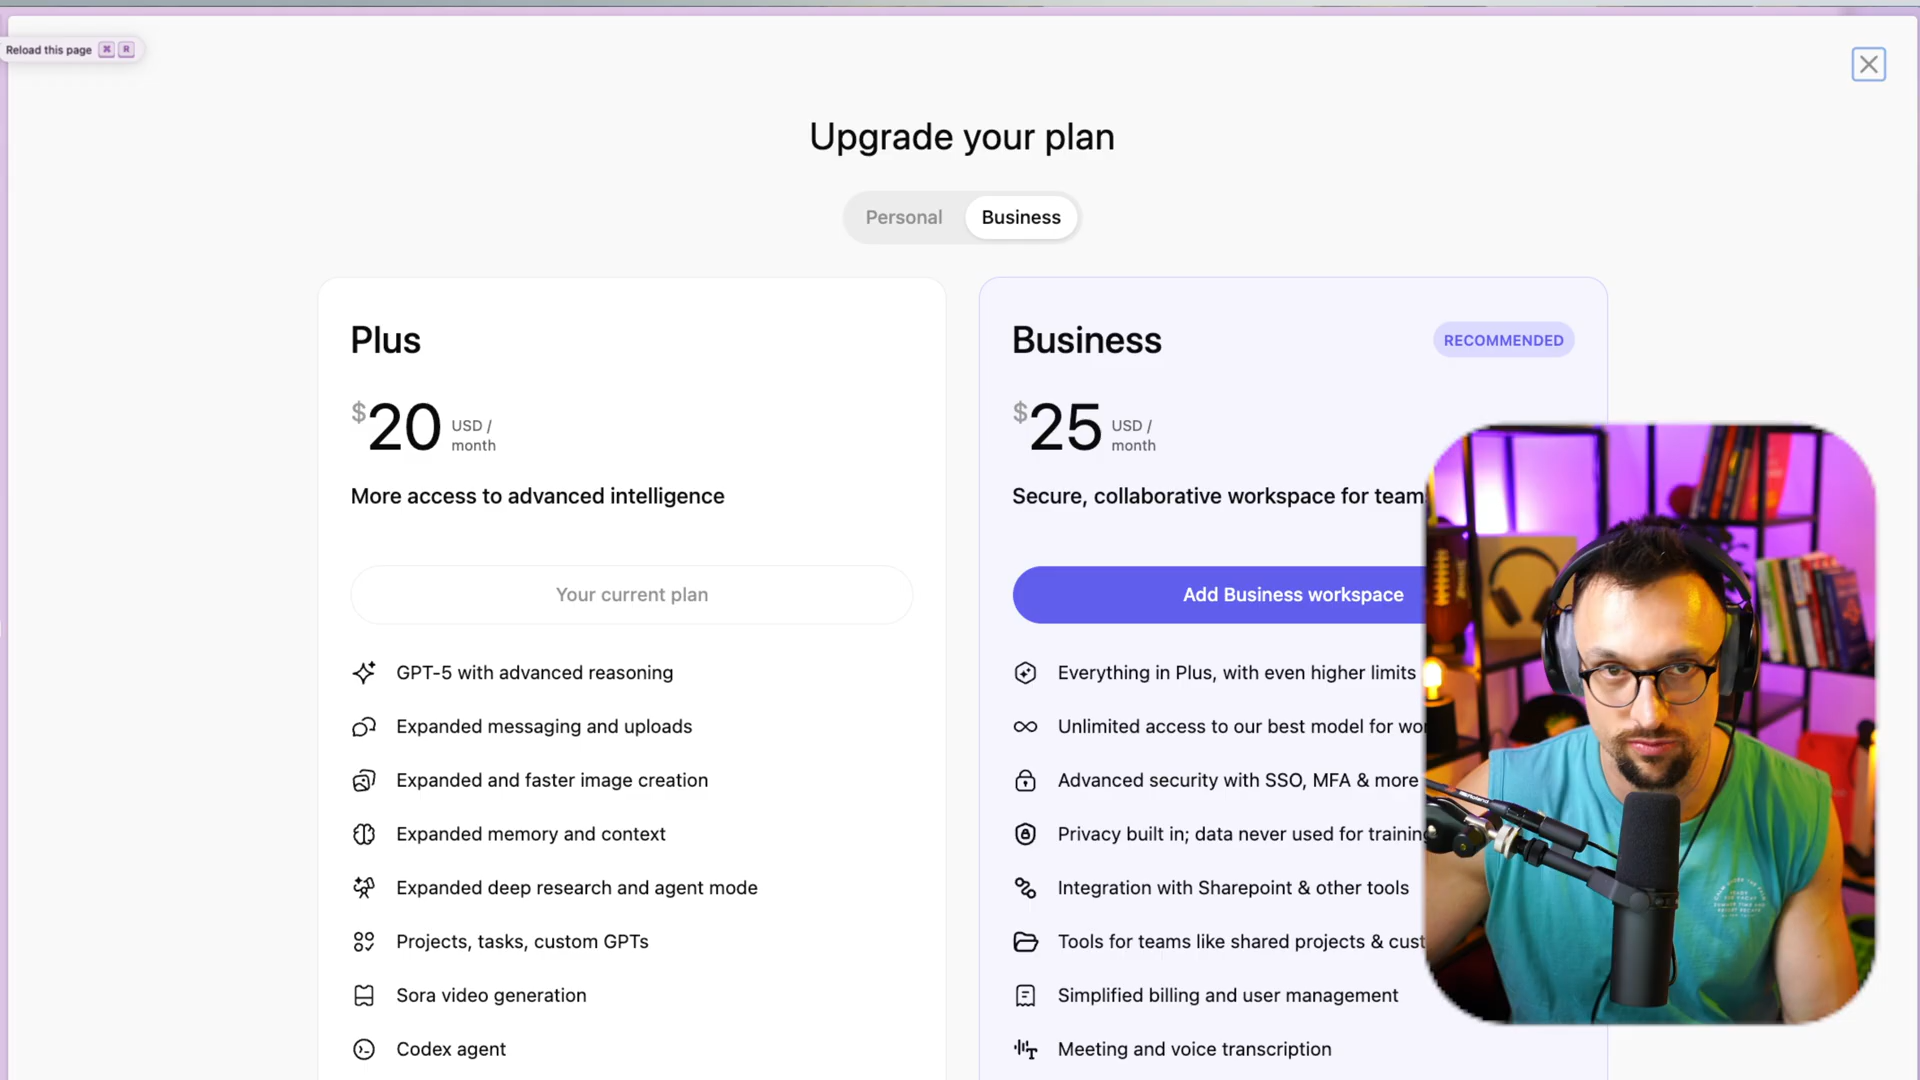 Reload this page ⌘ R
Upgrade your plan
Personal Business
Plus
$20 USD / month
More access to advanced intelligence
Your current plan
GPT-5 with advanced reasoning
Expanded messaging and uploads
Expanded and faster image creation
Expanded memory and context
Expanded deep research and agent mode
Projects, tasks, custom GPTs
Sora video generation
Codex agent
Business
RECOMMENDED
$25 USD / month
Secure, collaborative workspace for team
Add Business workspace
Everything in Plus, with even higher limits
Unlimited access to our best model for
Advanced security with SSO, MFA & more
Privacy built in; data never used for training
Integration with Sharepoint & other tools
Tools for teams like shared projects &
Simplified billing and user management
Meeting and voice transcription